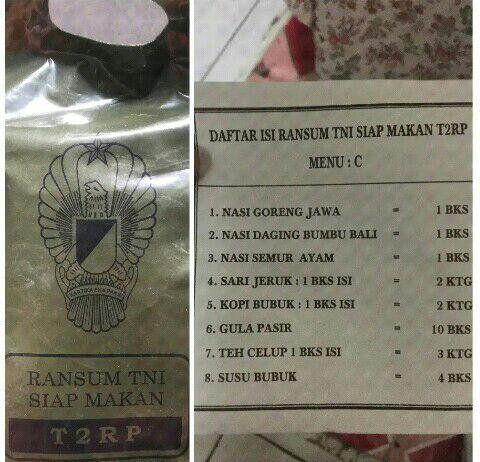 KARTIKA EKA PAKSI
RANSUM TNI
SIAP MAKAN
T2RP
DAFTAR ISI RANSUM TNI SIAP MAKAN T2RP
MENU : C
1. NASI GORENG JAWA = 1 BKS
2. NASI DAGING BUMBU BALI = 1 BKS
3. NASI SEMUR AYAM = 1 BKS
4. SARI JERUK : 1 BKS ISI = 2 KTG
5. KOPI BUBUK : 1 BKS ISI = 2 KTG
6. GULA PASIR = 10 BKS
7. TEH CELUP 1 BKS ISI = 3 KTG
8. SUSU BUBUK = 4 BKS